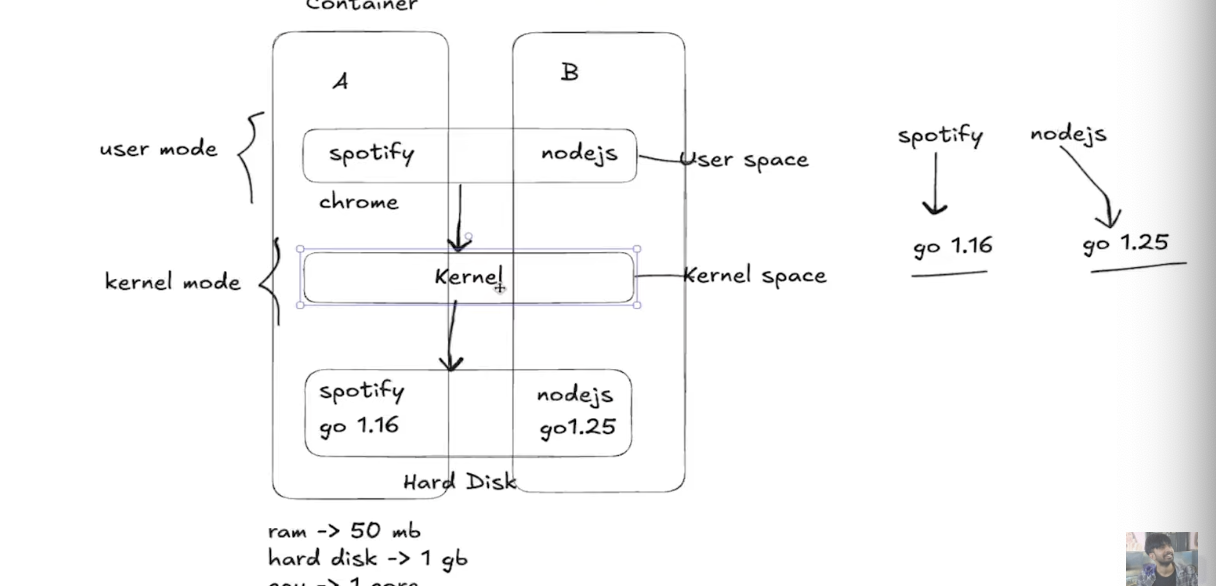 Container
A
B
user mode
spotify
nodejs
User space
chrome
kernel mode
Kernel
Kernel space
spotify
go 1.16
nodejs
go1.25
Hard Disk
ram -> 50 mb
hard disk -> 1 gb
cpu -> 1 core
spotify
nodejs
go 1.16
go 1.25